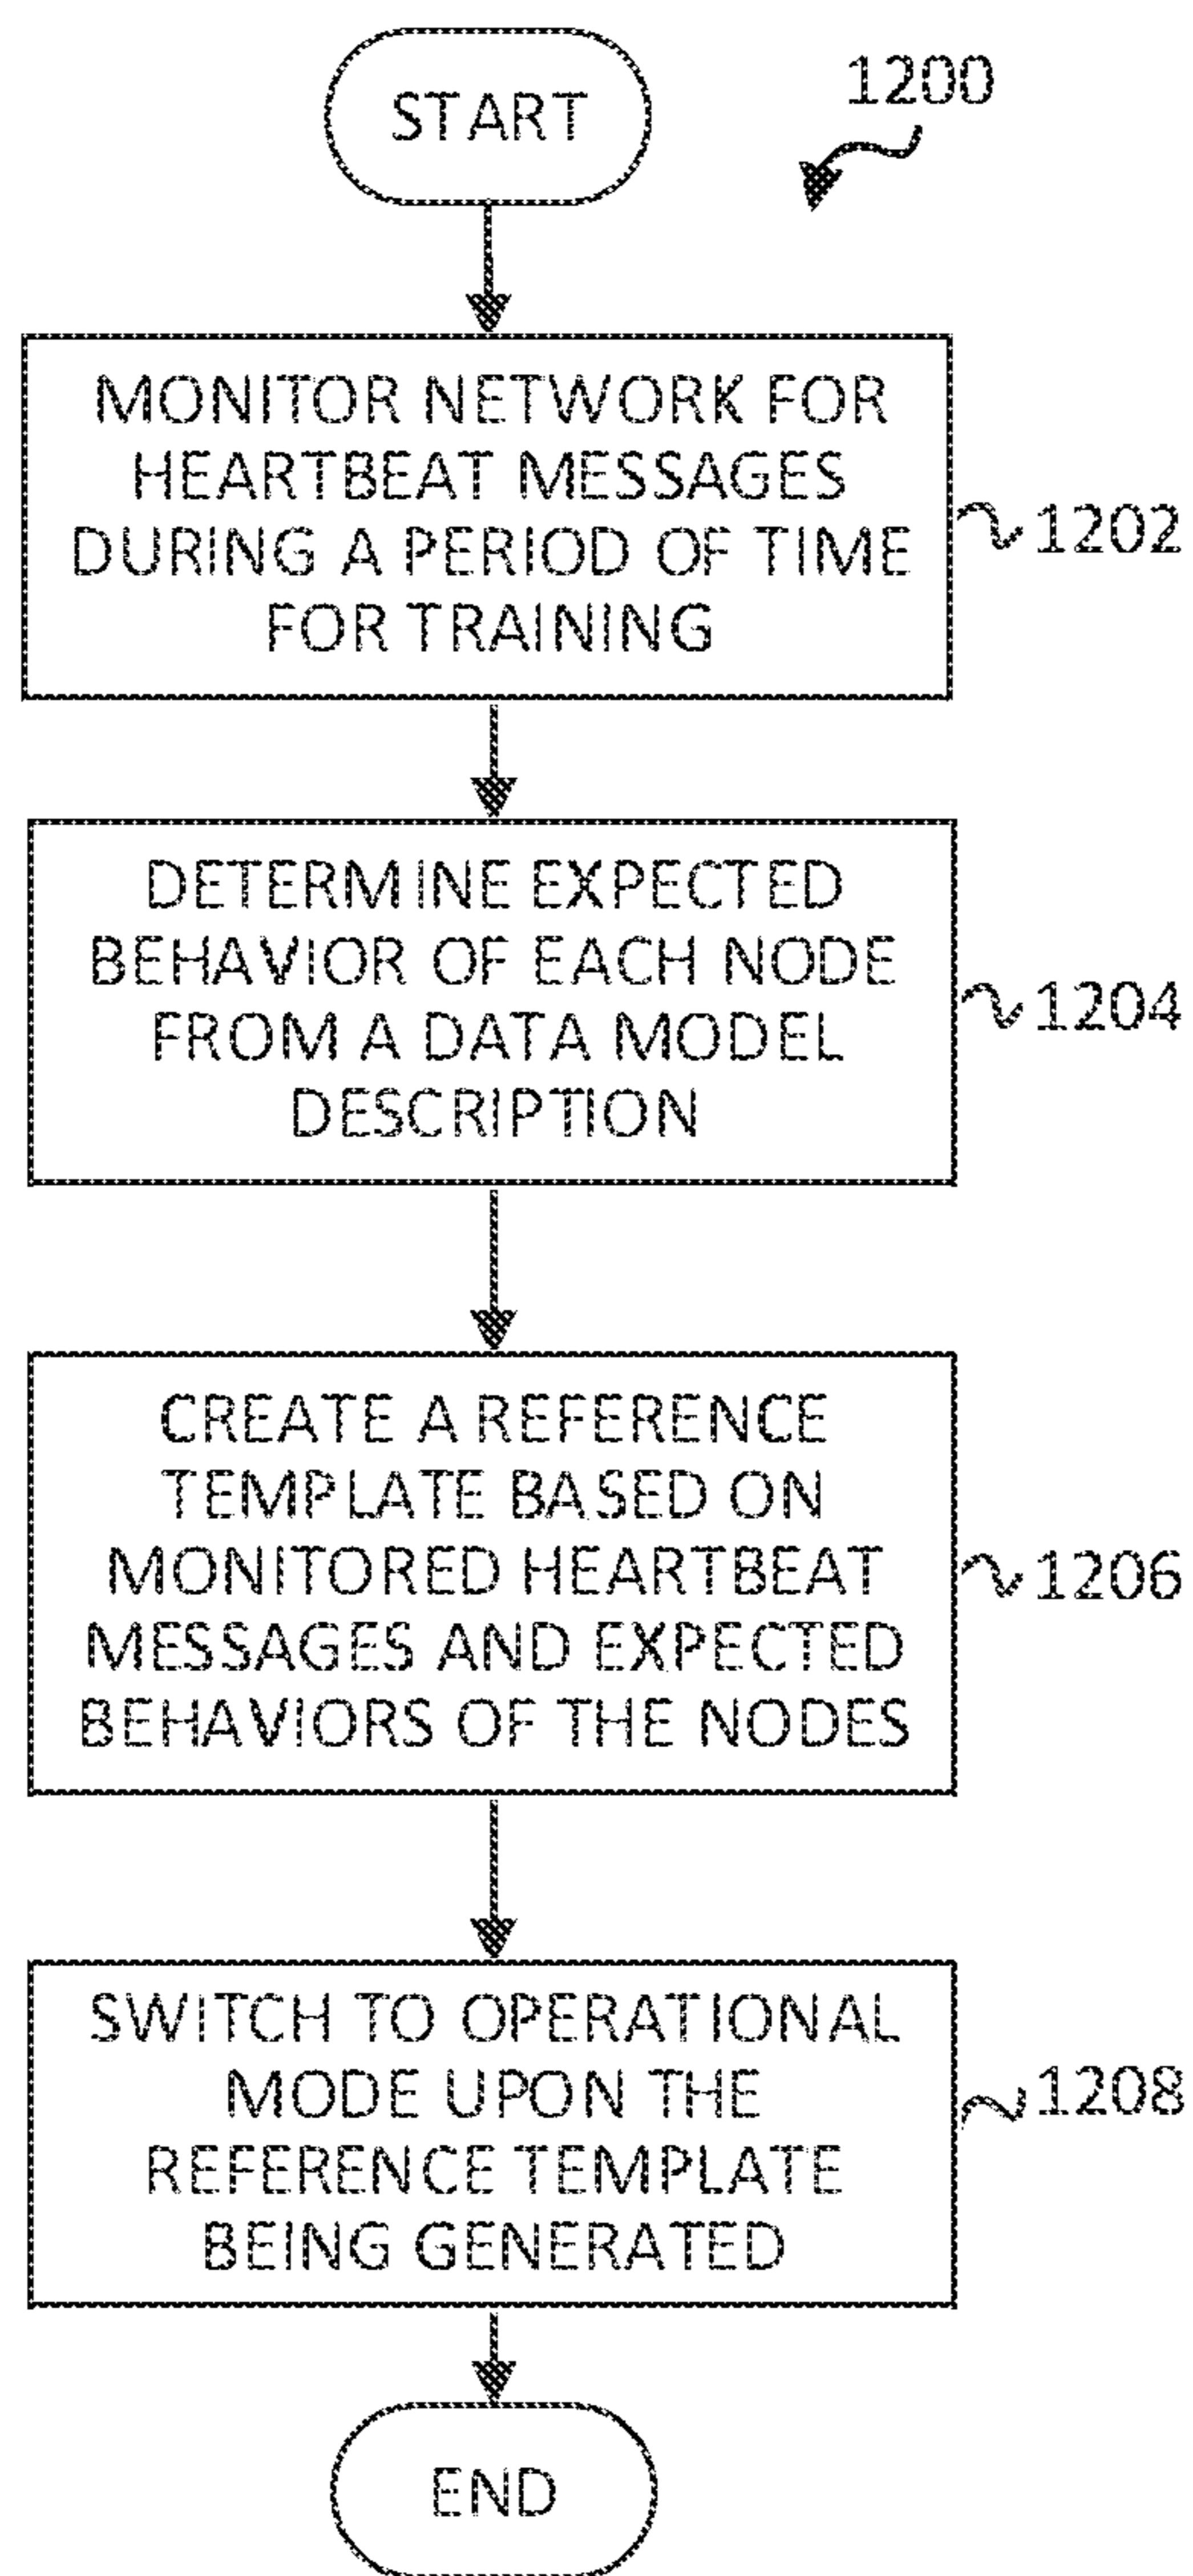 START
1200
MONITOR NETWORK FOR
HEARTBEAT MESSAGES
DURING A PERIOD OF TIME
FOR TRAINING
1202
DETERMINE EXPECTED
BEHAVIOR OF EACH NODE
FROM A DATA MODEL
DESCRIPTION
1204
CREATE A REFERENCE
TEMPLATE BASED ON
MONITORED HEARTBEAT
MESSAGES AND EXPECTED
BEHAVIORS OF THE NODES
1206
SWITCH TO OPERATIONAL
MODE UPON THE
REFERENCE TEMPLATE
BEING GENERATED
1208
END